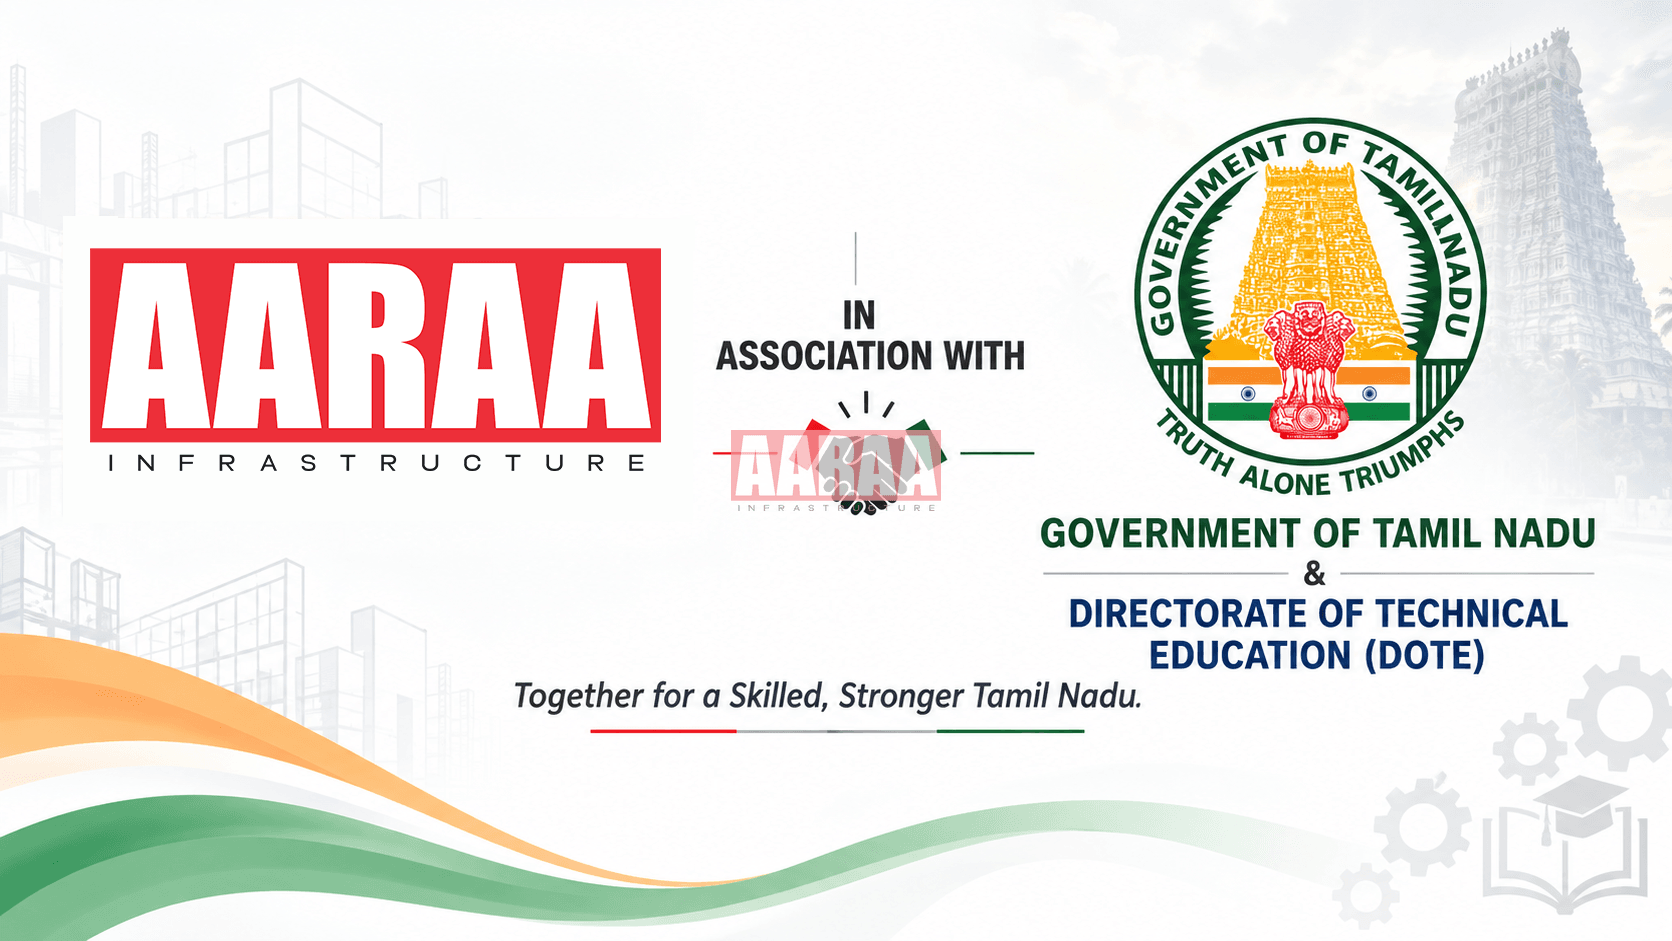 AARAA
INFRASTRUCTURE
IN
ASSOCIATION WITH
AARAA
INFRASTRUCTURE
GOVERNMENT OF TAMILNADU
TRUTH ALONE TRIUMPHS
GOVERNMENT OF TAMIL NADU
&
DIRECTORATE OF TECHNICAL
EDUCATION (DOTE)
Together for a Skilled, Stronger Tamil Nadu.